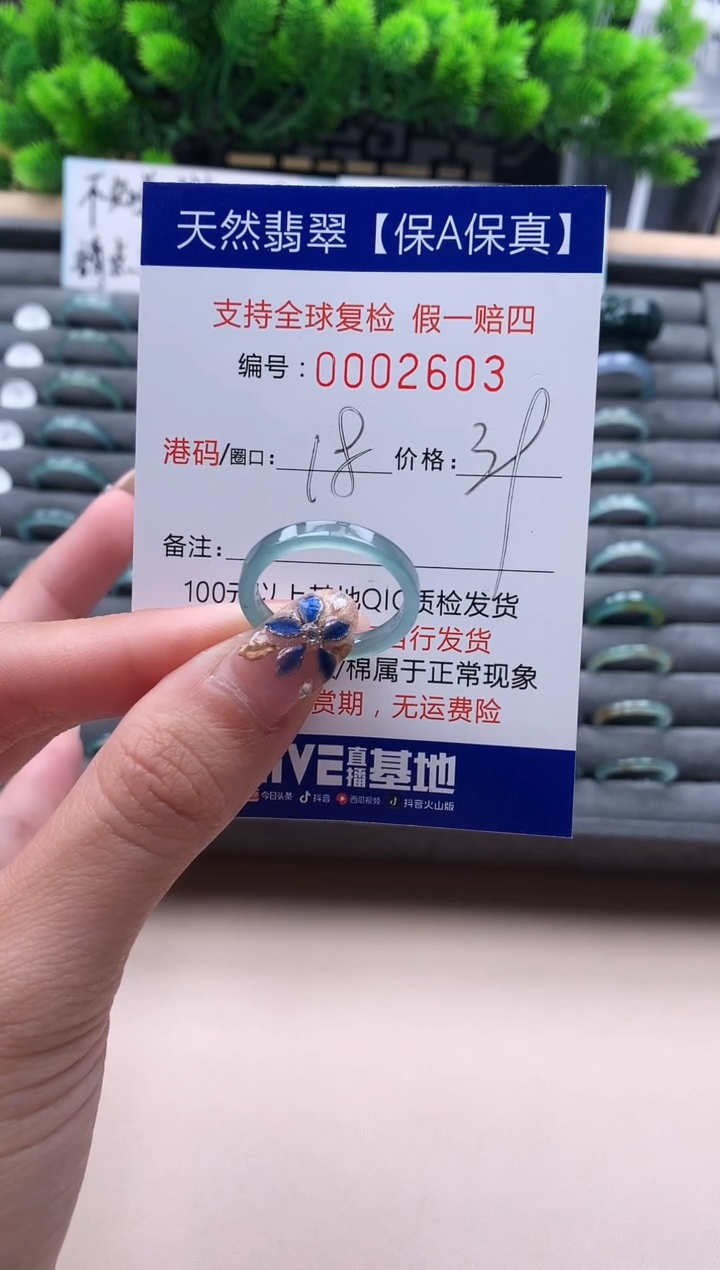 天然翡翠【保A保真】
支持全球复检 假一赔四
编号：0002603
港码/圈口：18 价格：39
备注：
100元以上基地QIC质检发货
自行发货
/棉属于正常现象
赏期，无运费险
IVE直播基地
今日头条 抖音 西瓜视频 抖音火山版